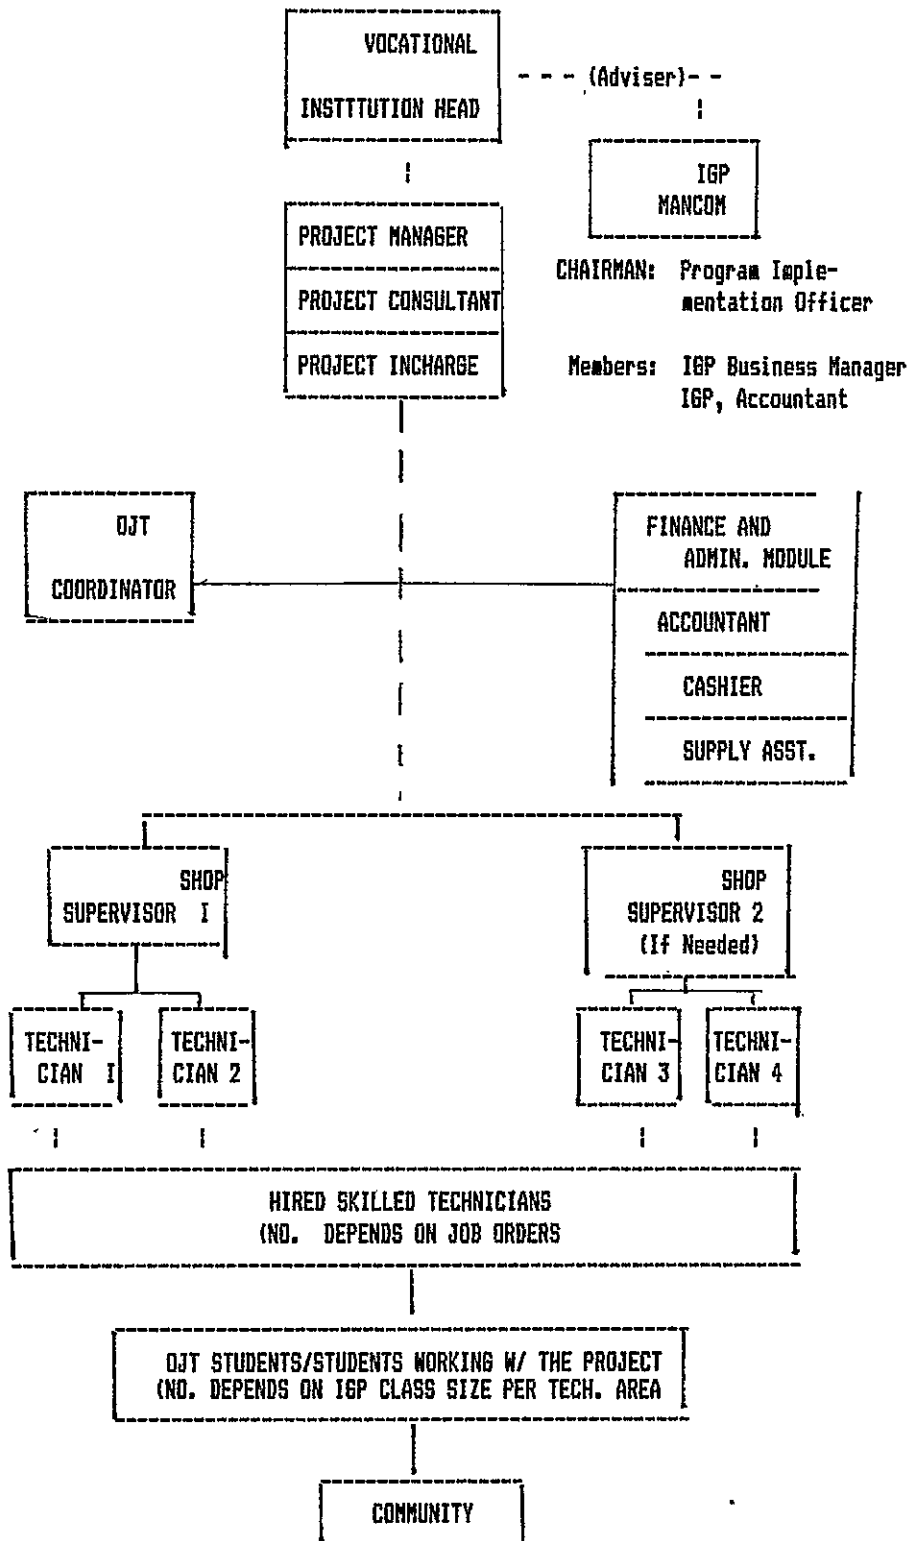 VOCATIONAL
INSTTTUTION HEAD
- - - - (Adviser)- -
IGP
MANCOM
PROJECT MANAGER
PROJECT CONSULTANT
PROJECT INCHARGE
CHAIRMAN: Program Imple-
mentation Officer
Members: IGP Business Manager
IGP, Accountant
OJT
COORDINATOR
FINANCE AND
ADMIN. MODULE
ACCOUNTANT
CASHIER
SUPPLY ASST.
SHOP
SUPERVISOR I
SHOP
SUPERVISOR 2
(If Needed)
TECHNI-
CIAN I
TECHNI-
CIAN 2
TECHNI-
CIAN 3
TECHNI-
CIAN 4
HIRED SKILLED TECHNICIANS
(NO. DEPENDS ON JOB ORDERS
OJT STUDENTS/STUDENTS WORKING W/ THE PROJECT
(NO. DEPENDS ON IGP CLASS SIZE PER TECH. AREA
COMMUNITY